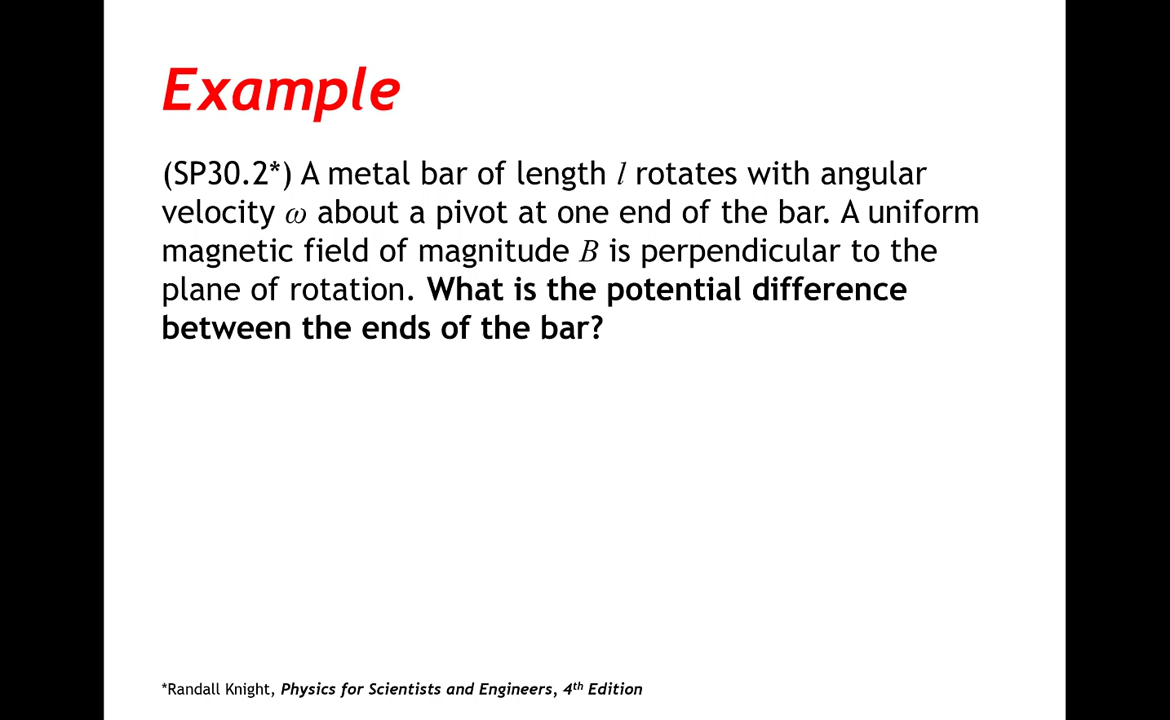 Example
(SP30.2*) A metal bar of length l rotates with angular
velocity ω about a pivot at one end of the bar. A uniform
magnetic field of magnitude B is perpendicular to the
plane of rotation. What is the potential difference
between the ends of the bar?
*Randall Knight, Physics for Scientists and Engineers, 4th Edition